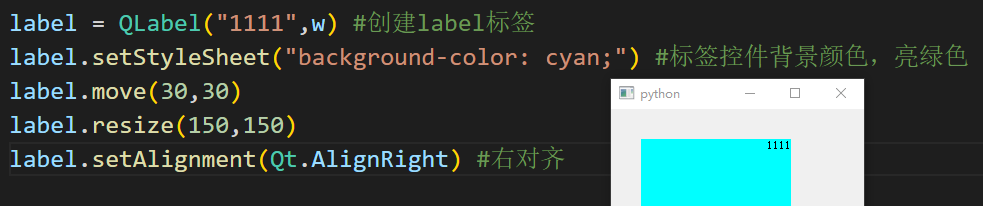 label = QLabel("1111",w) #创建label标签
label.setStyleSheet("background-color: cyan;") #标签控件背景颜色，亮绿色
label.move(30,30)
label.resize(150,150)
label.setAlignment(Qt.AlignRight) #右对齐
python
1111